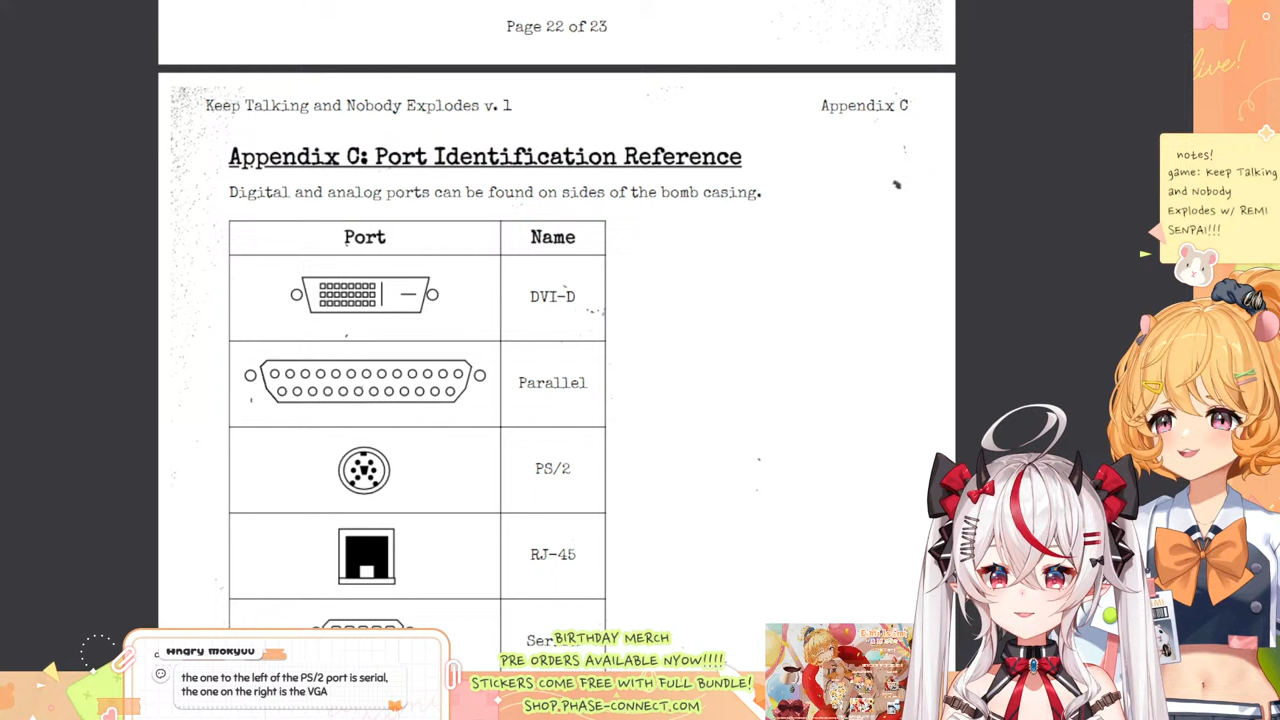 Page 22 of 23
Keep Talking and Nobody Explodes v. 1
Appendix C
Appendix C: Port Identification Reference
Digital and analog ports can be found on sides of the bomb casing.
Port
Name
DVI-D
Parallel
PS/2
RJ-45
live!
notes!
game: Keep Talking
and Nobody
Explodes w/ REMI
SENPAI!!!
Angry mokyuu
the one to the left of the PS/2 port is serial,
the one on the right is the VGA
BIRTHDAY MERCH
PRE ORDERS AVAILABLE NYOW!!!!
STICKERS COME FREE WITH FULL BUNDLE!
SHOP.PHASE-CONNECT.COM